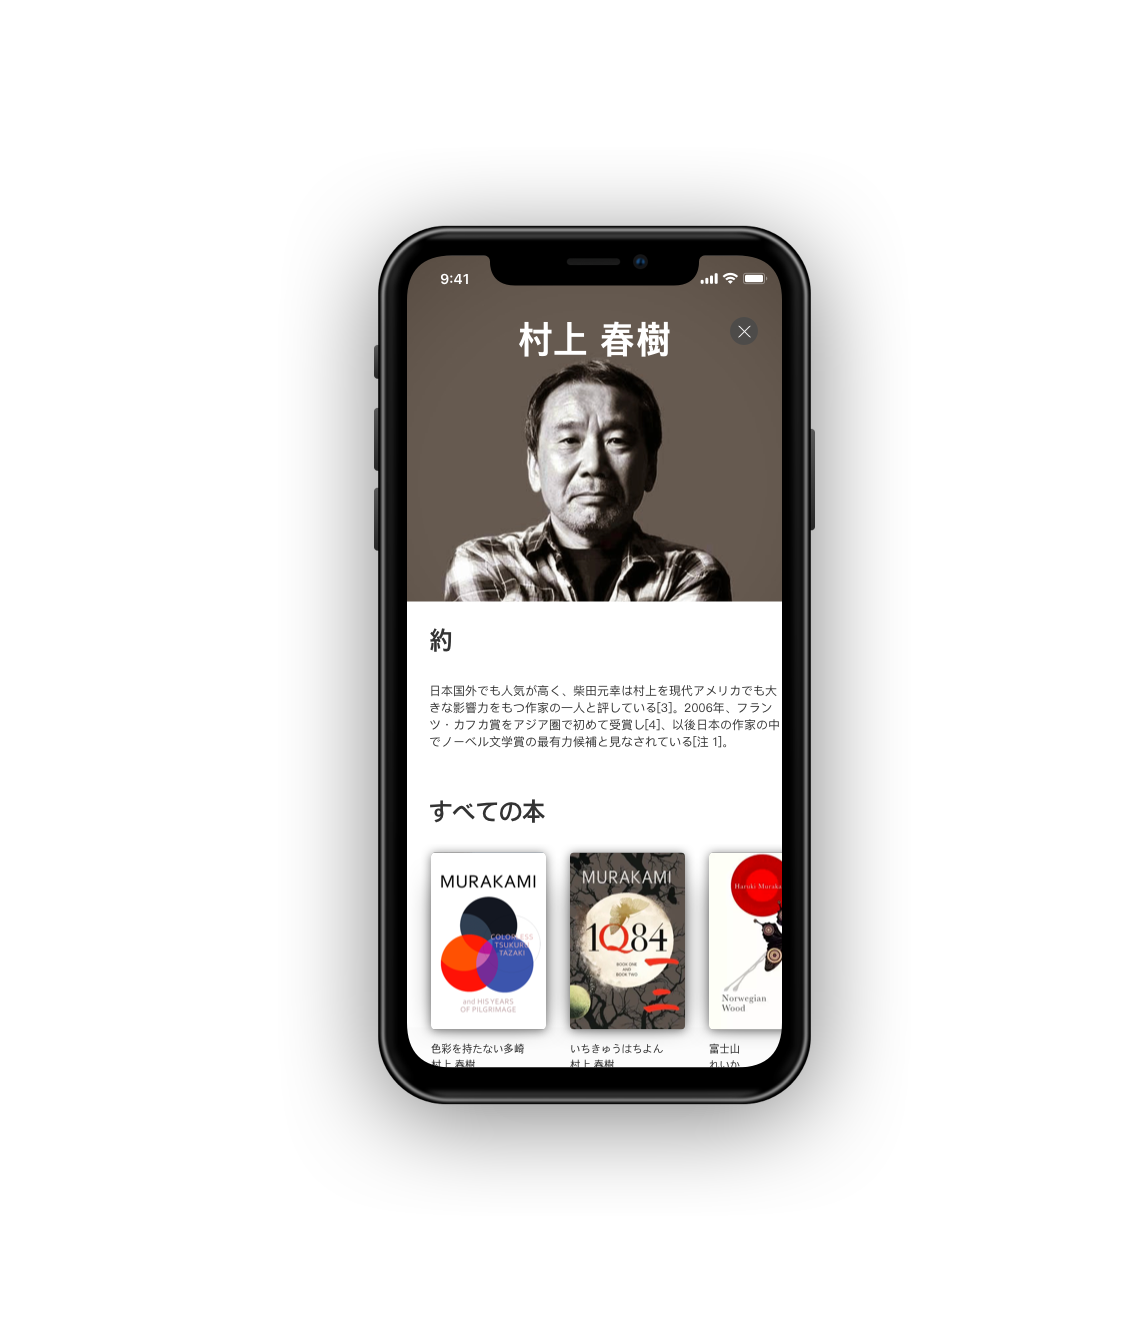 9:41
村上 春樹
約
日本国外でも人気が高く、柴田元幸は村上を現代アメリカでも大
きな影響力をもつ作家の一人と評している[3]。2006年、フラン
ツ・カフカ賞をアジア圏で初めて受賞し[4]、以後日本の作家の中
でノーベル文学賞の最有力候補と見なされている[注 1]。
すべての本
MURAKAMI
COLORLESS
TSUKURU
TAZAKI
and HIS YEARS
OF PILGRIMAGE
MURAKAMI
1Q84
BOOK ONE
AND
BOOK TWO
Haruki Muraka
Norwegian
Wood
色彩を持たない多崎
村上 春樹
いちきゅうはちよん
村上 春樹
富士山
れいか